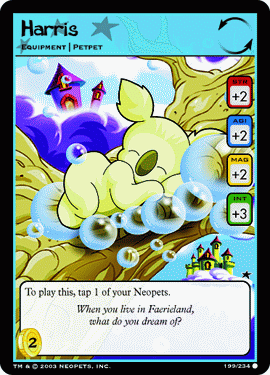 Harris
EQUIPMENT | PETPET
STR
+2
AGI
+2
MAG
+2
INT
+3
To play this, tap 1 of your Neopets.
When you live in Faerieland,
what do you dream of?
2
TM & © 2003 NEOPETS, INC.
199/234